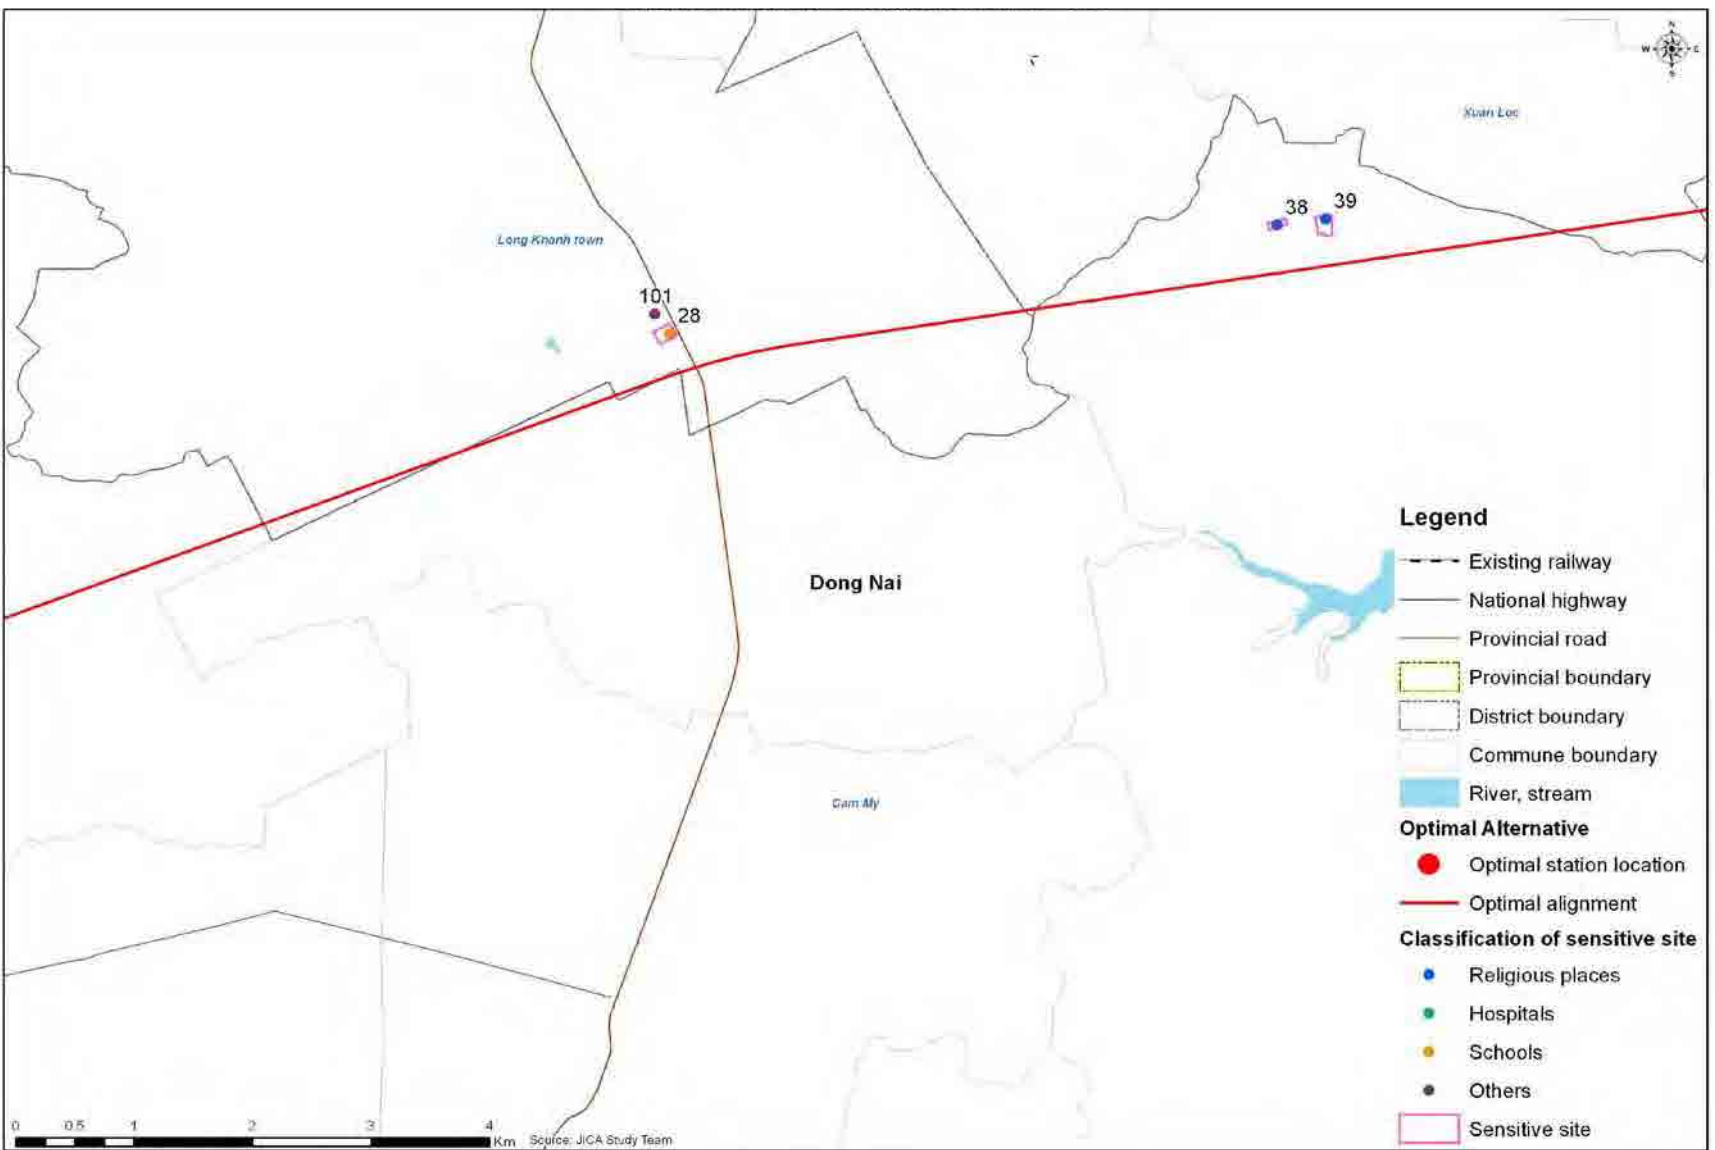 N
W
E
S
Xuan Loc
39
38
Long Khanh town
101
28
Legend
Existing railway
National highway
Dong Nai
Provincial road
Provincial boundary
District boundary
Commune boundary
River, stream
Cam My
Optimal Alternative
Optimal station location
Optimal alignment
Classification of sensitive site
Religious places
Hospitals
Schools
Others
Sensitive site
0 0.5 1 2 3 4
Km Source: JICA Study Team